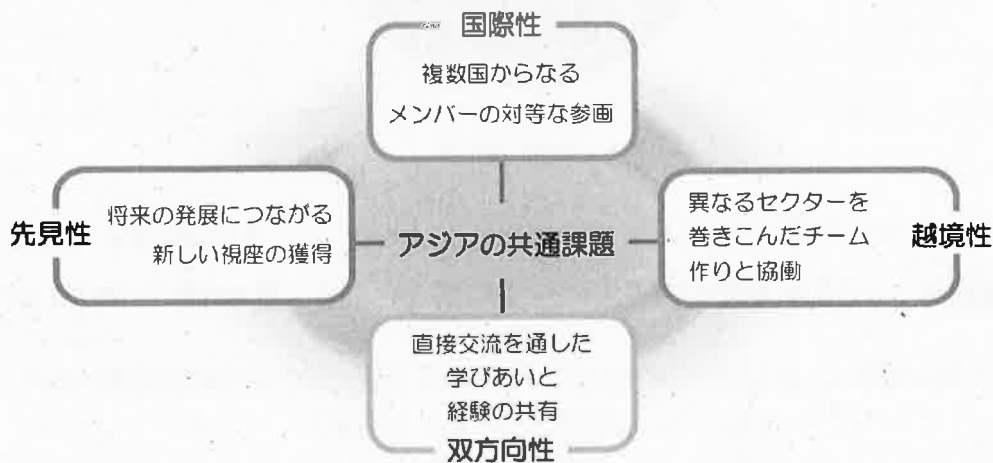 国際性
複数国からなる
メンバーの対等な参画
先見性
将来の発展につながる
新しい視座の獲得
アジアの共通課題
異なるセクターを
巻きこんだチーム
作りと協働
越境性
直接交流を通した
学びあいと
経験の共有
双方向性